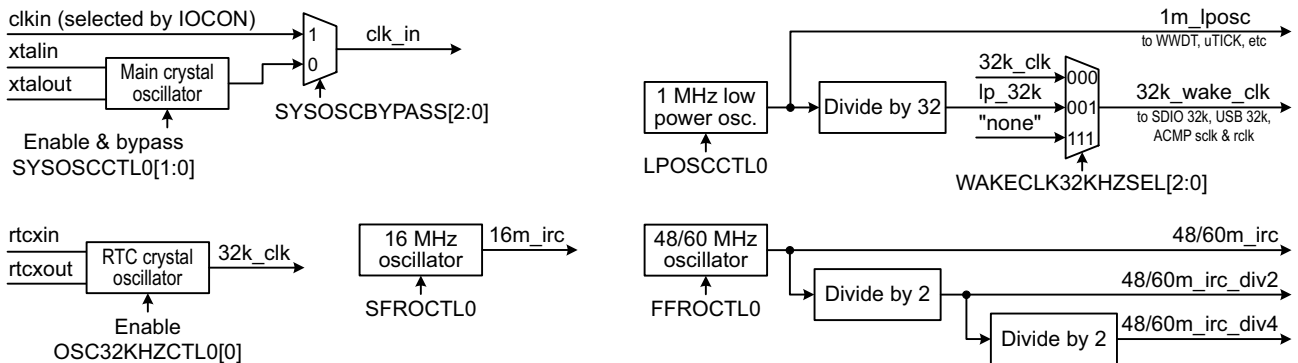 clkin (selected by IOCON)
xtalin
xtalout
Main crystal
oscillator
1
0
clk_in
SYSOSCBYPASS[2:0]
Enable & bypass
SYSOSCCTL0[1:0]
1m_lposc
to WWDT, uTICK, etc
1 MHz low
power osc.
LPOSCCTL0
Divide by 32
32k_clk
lp_32k
"none"
000
001
111
32k_wake_clk
to SDIO 32k, USB 32k,
ACMP sclk & rclk
WAKECLK32KHZSEL[2:0]
rtcxin
rtcxout
RTC crystal
oscillator
32k_clk
Enable
OSC32KHZCTL0[0]
16 MHz
oscillator
16m_irc
SFROCTL0
48/60 MHz
oscillator
FFROCTL0
48/60m_irc
Divide by 2
48/60m_irc_div2
Divide by 2
48/60m_irc_div4